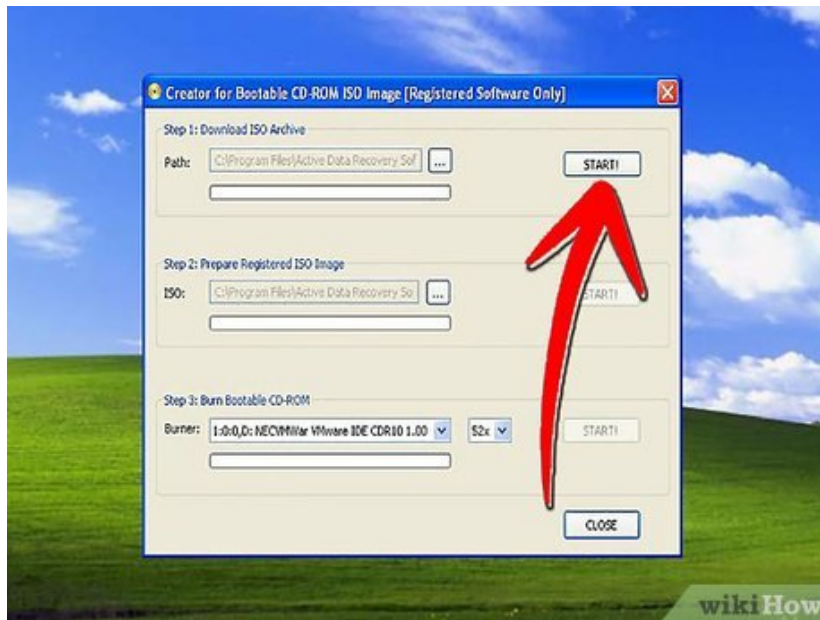 Creator for Bootable CD-ROM ISO Image [Registered Software Only]
Step 1: Download ISO Archive
Path: C:\Program Files\Active Data Recovery Sof ... START!
Step 2: Prepare Registered ISO Image
ISO: C:\Program Files\Active Data Recovery So ... START!
Step 3: Burn Bootable CD-ROM
Burner: 1:0:0,D: NECVMWar VMware IDE CDR10 1.00 52x START!
CLOSE
wikiHow